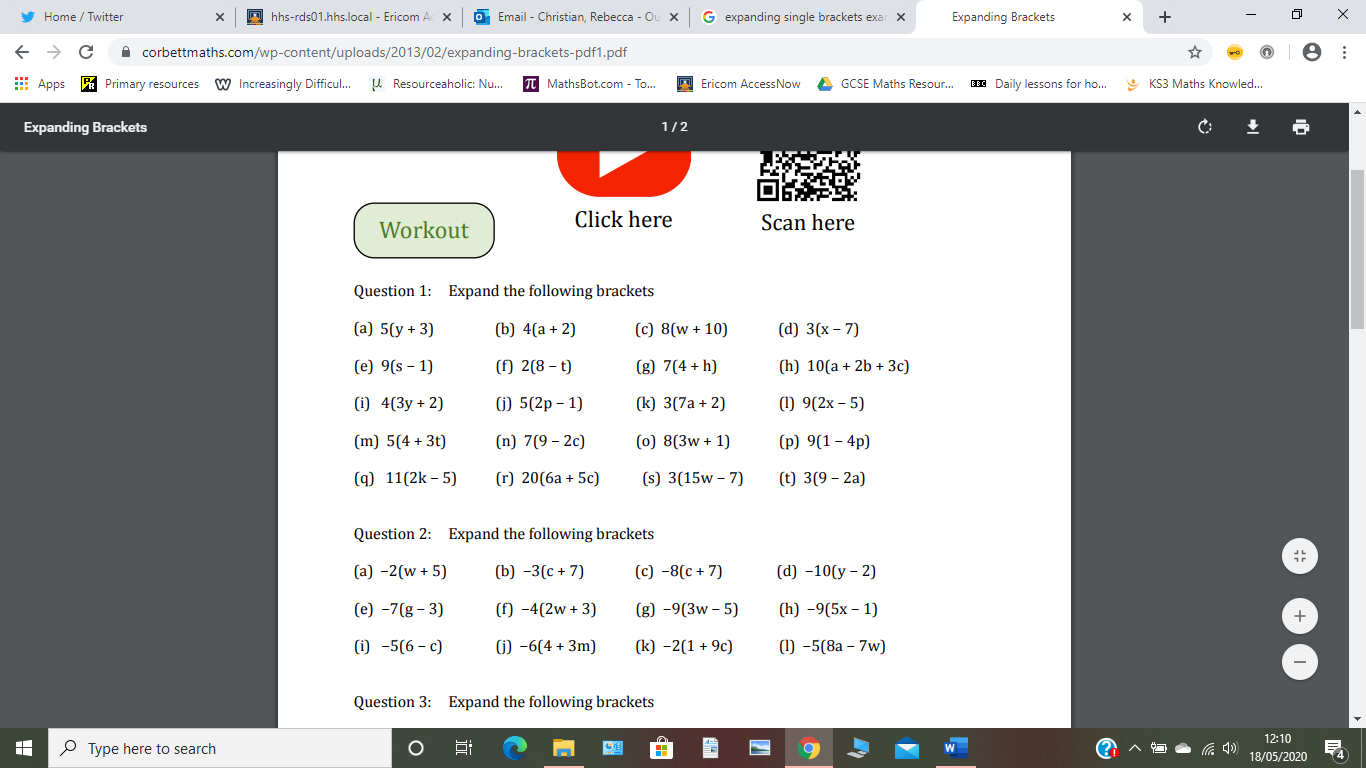 Home / Twitter
hhs-rds01.hhs.local - Ericom Ac
Email - Christian, Rebecca - Ou
expanding single brackets exar
Expanding Brackets
corbettmaths.com/wp-content/uploads/2013/02/expanding-brackets-pdf1.pdf
Apps Primary resources Increasingly Difficul... Resourceaholic: Nu... MathsBot.com - To... Ericom AccessNow GCSE Maths Resour... BBC Daily lessons for ho... KS3 Maths Knowled...
Expanding Brackets 1 / 2
Click here Scan here
Workout
Question 1: Expand the following brackets
(a) 5(y + 3) (b) 4(a + 2) (c) 8(w + 10) (d) 3(x – 7)
(e) 9(s – 1) (f) 2(8 – t) (g) 7(4 + h) (h) 10(a + 2b + 3c)
(i) 4(3y + 2) (j) 5(2p – 1) (k) 3(7a + 2) (l) 9(2x – 5)
(m) 5(4 + 3t) (n) 7(9 – 2c) (o) 8(3w + 1) (p) 9(1 – 4p)
(q) 11(2k – 5) (r) 20(6a + 5c) (s) 3(15w – 7) (t) 3(9 – 2a)
Question 2: Expand the following brackets
(a) –2(w + 5) (b) –3(c + 7) (c) –8(c + 7) (d) –10(y – 2)
(e) –7(g – 3) (f) –4(2w + 3) (g) –9(3w – 5) (h) –9(5x – 1)
(i) –5(6 – c) (j) –6(4 + 3m) (k) –2(1 + 9c) (l) –5(8a – 7w)
Question 3: Expand the following brackets
Type here to search
12:10
18/05/2020
4